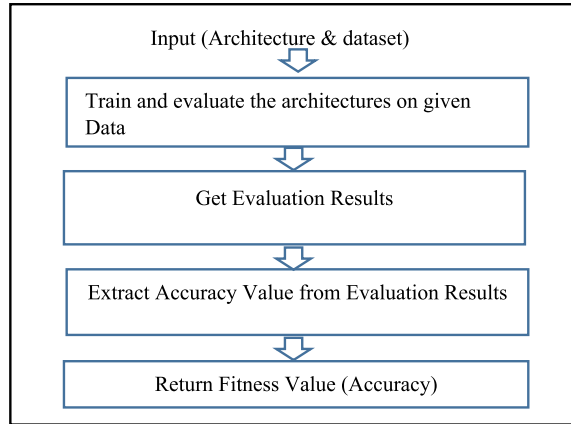 Input (Architecture & dataset)
Train and evaluate the architectures on given
Data
Get Evaluation Results
Extract Accuracy Value from Evaluation Results
Return Fitness Value (Accuracy)